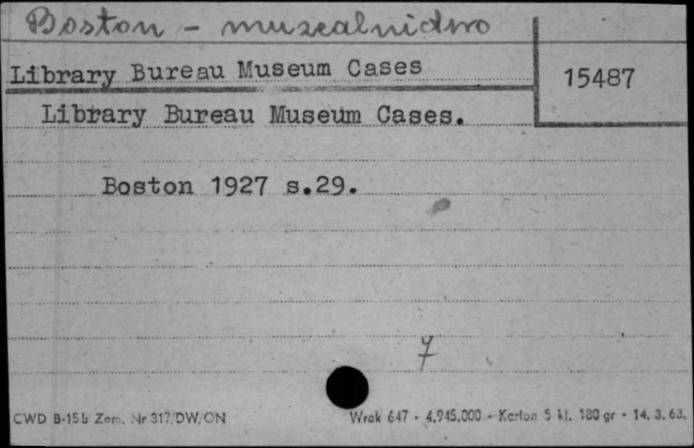 Boston - muzealnictwo
Library Bureau Museum Cases
15487
Library Bureau Museum Cases.
Boston 1927 s.29.
7
CWD B-15b Zam. Nr 317/DW/ON
Wrak 647 - 4.945.000 - Karton 5 kl. 180 gr - 14. 3. 63.